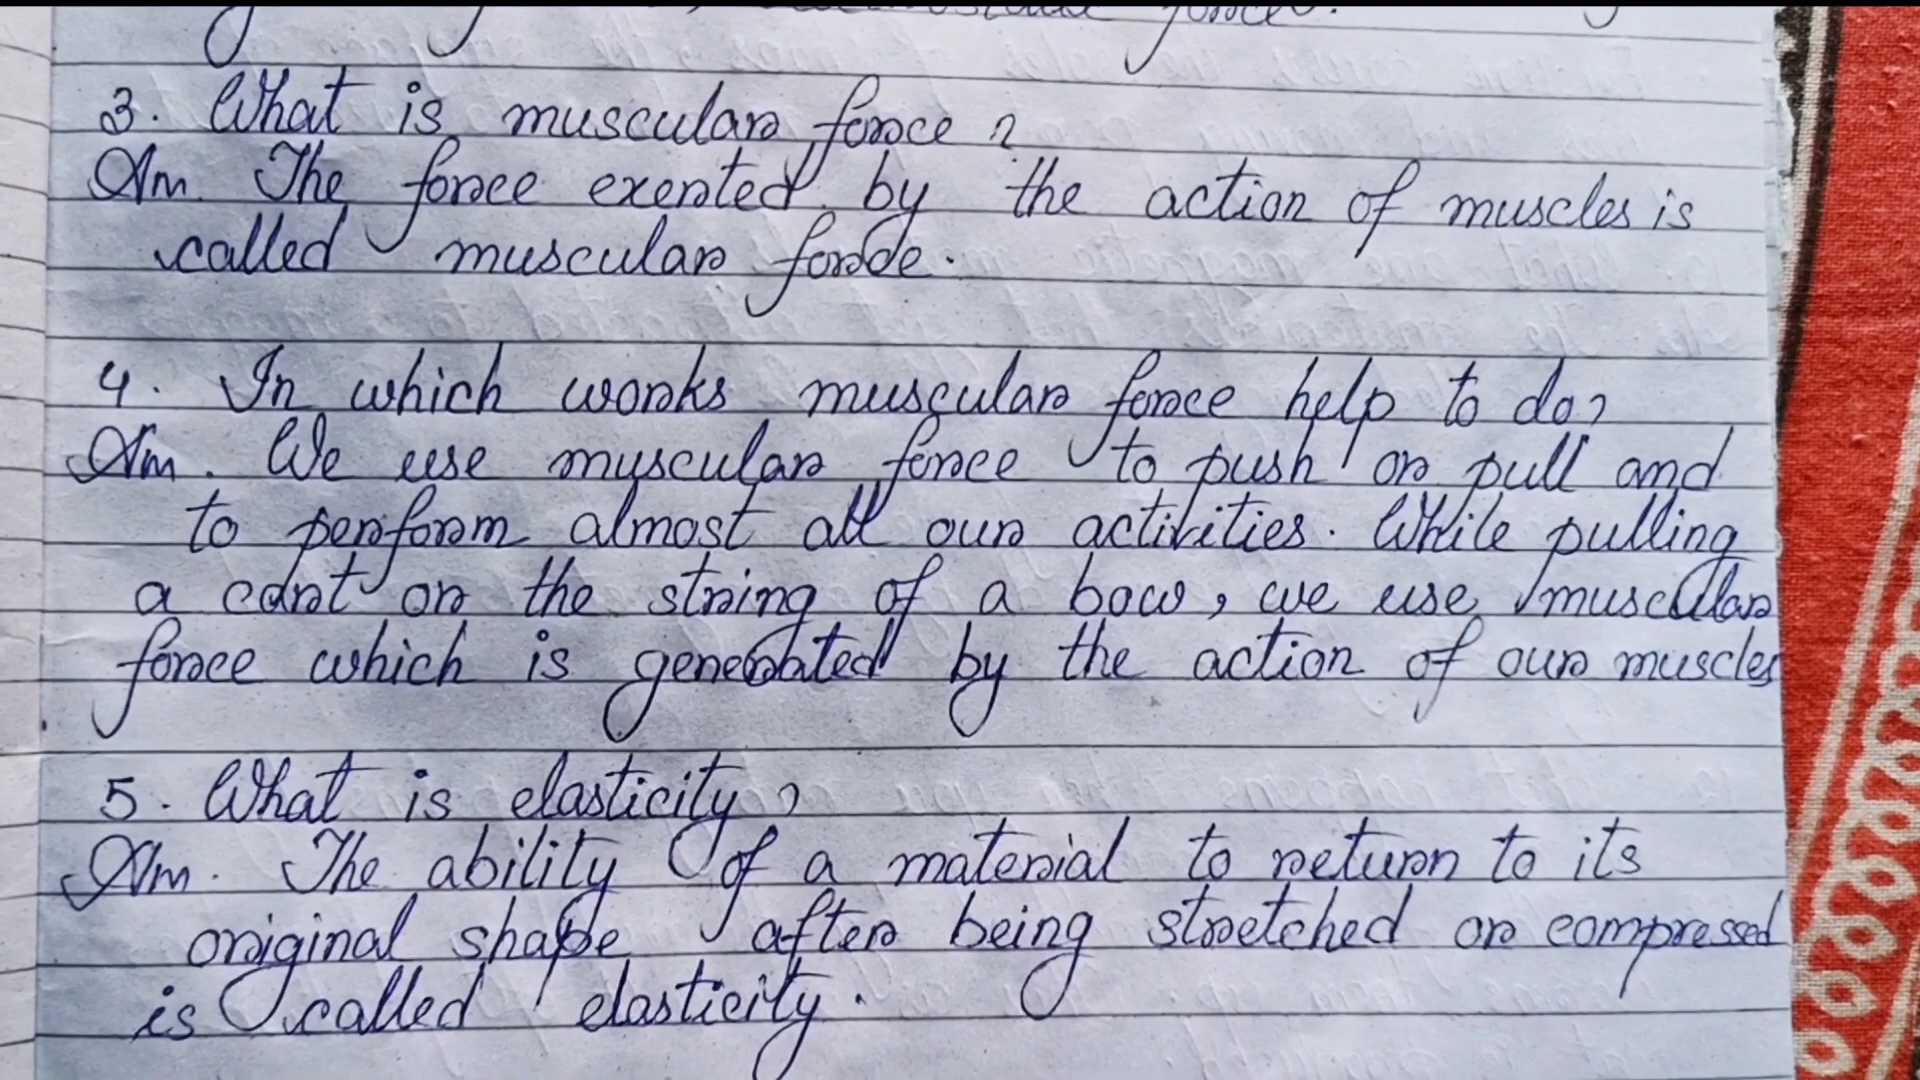 force.
3. What is muscular force?
Ans. The force exerted by the action of muscles is
called muscular force.
4. In which works muscular force help to do?
Ans. We use muscular force to push or pull and
to perform almost all our activities. While pulling
a cart or the string of a bow, we use muscular
force which is generated by the action of our muscles
5. What is elasticity?
Ans. The ability of a material to return to its
original shape after being stretched or compressed
is called elasticity.